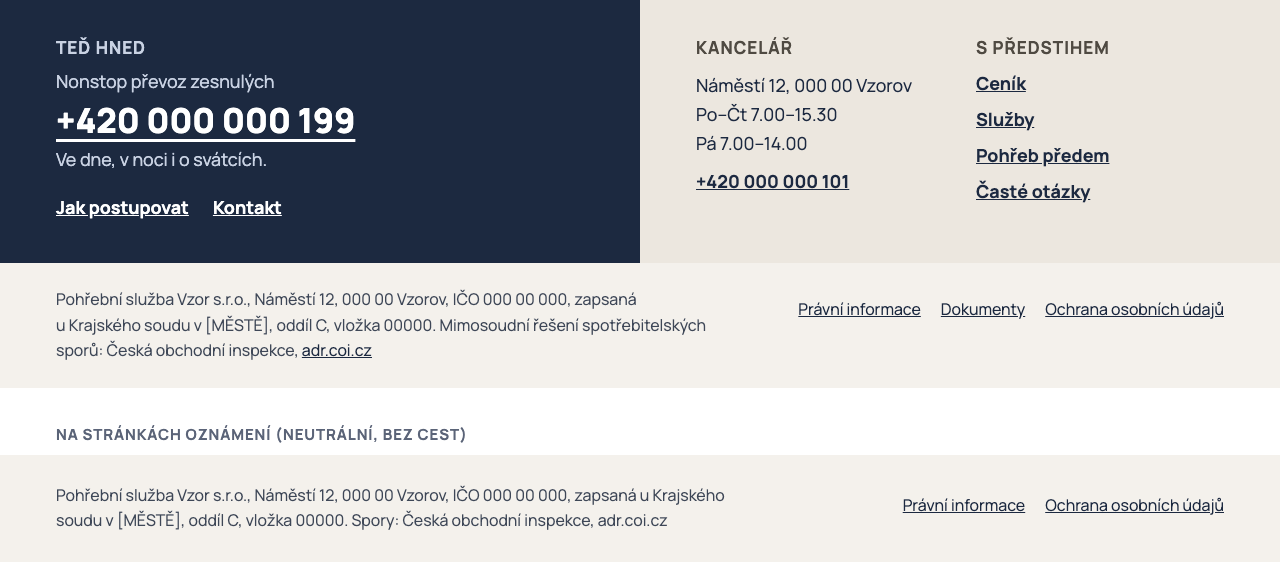 TEĎ HNED
Nonstop převoz zesnulých
+420 000 000 199
Ve dne, v noci i o svátcích.
Jak postupovat Kontakt
KANCELÁŘ
Náměstí 12, 000 00 Vzorov
Po–Čt 7.00–15.30
Pá 7.00–14.00
+420 000 000 101
S PŘEDSTIHEM
Ceník
Služby
Pohřeb předem
Časté otázky
Pohřební služba Vzor s.r.o., Náměstí 12, 000 00 Vzorov, IČO 000 00 000, zapsaná
u Krajského soudu v [MĚSTĚ], oddíl C, vložka 00000. Mimosoudní řešení spotřebitelských
sporů: Česká obchodní inspekce, adr.coi.cz
Právní informace Dokumenty Ochrana osobních údajů
NA STRÁNKÁCH OZNÁMENÍ (NEUTRÁLNÍ, BEZ CEST)
Pohřební služba Vzor s.r.o., Náměstí 12, 000 00 Vzorov, IČO 000 00 000, zapsaná u Krajského
soudu v [MĚSTĚ], oddíl C, vložka 00000. Spory: Česká obchodní inspekce, adr.coi.cz
Právní informace Ochrana osobních údajů